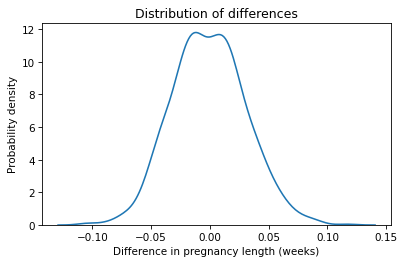 Distribution of differences
12
10
8
6
4
2
0
Probability density
−0.10 −0.05 0.00 0.05 0.10 0.15
Difference in pregnancy length (weeks)